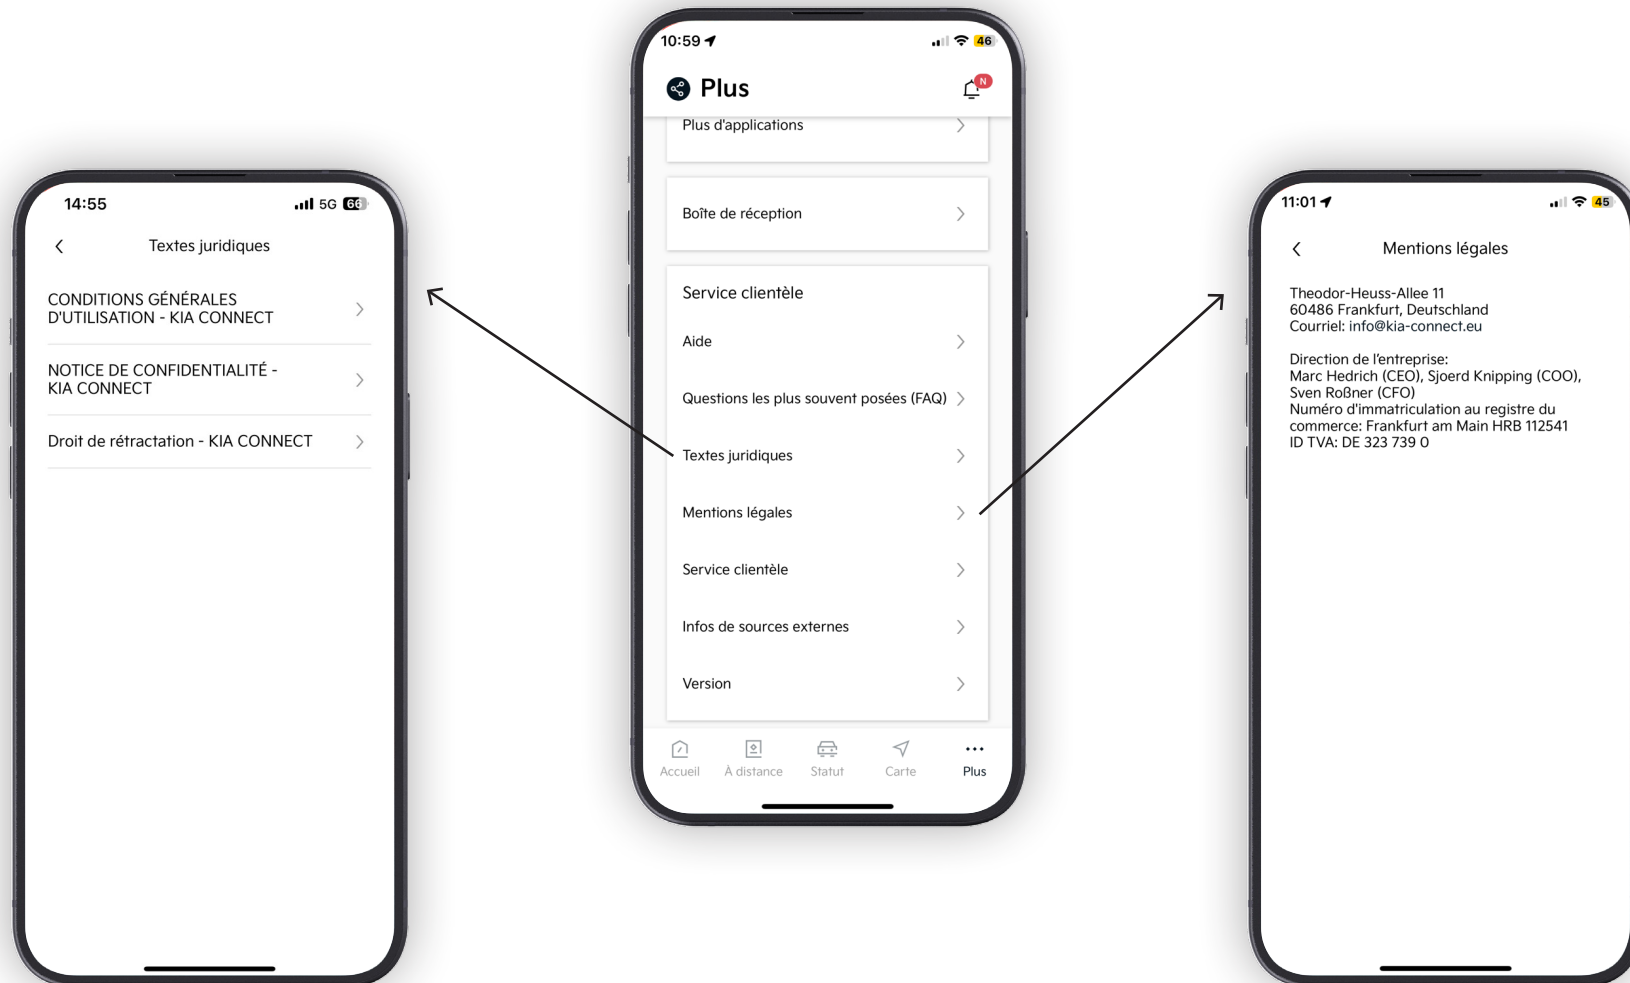 14:55
5G 66
Textes juridiques
CONDITIONS GÉNÉRALES
D'UTILISATION - KIA CONNECT
NOTICE DE CONFIDENTIALITÉ -
KIA CONNECT
Droit de rétractation - KIA CONNECT
10:59
46
Plus
N
Plus d'applications
Boîte de réception
Service clientèle
Aide
Questions les plus souvent posées (FAQ)
Textes juridiques
Mentions légales
Service clientèle
Infos de sources externes
Version
Accueil
À distance
Statut
Carte
Plus
11:01
45
Mentions légales
Theodor-Heuss-Allee 11
60486 Frankfurt, Deutschland
Courriel: info@kia-connect.eu
Direction de l'entreprise:
Marc Hedrich (CEO), Sjoerd Knipping (COO),
Sven Roßner (CFO)
Numéro d'immatriculation au registre du
commerce: Frankfurt am Main HRB 112541
ID TVA: DE 323 739 0